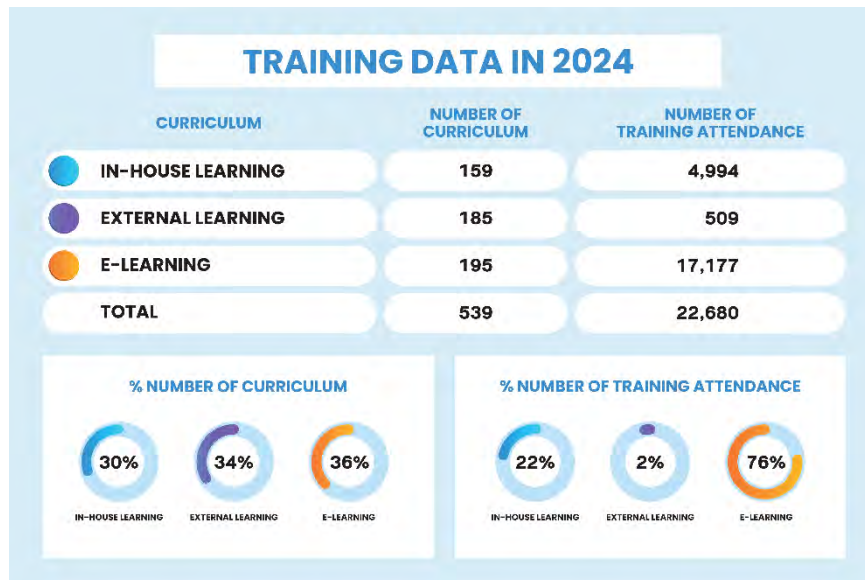 TRAINING DATA IN 2024
CURRICULUM
NUMBER OF
CURRICULUM
NUMBER OF
TRAINING ATTENDANCE
IN-HOUSE LEARNING 159 4,994
EXTERNAL LEARNING 185 509
E-LEARNING 195 17,177
TOTAL 539 22,680
% NUMBER OF CURRICULUM
30% 34% 36%
IN-HOUSE LEARNING EXTERNAL LEARNING E-LEARNING
% NUMBER OF TRAINING ATTENDANCE
22% 2% 76%
IN-HOUSE LEARNING EXTERNAL LEARNING E-LEARNING